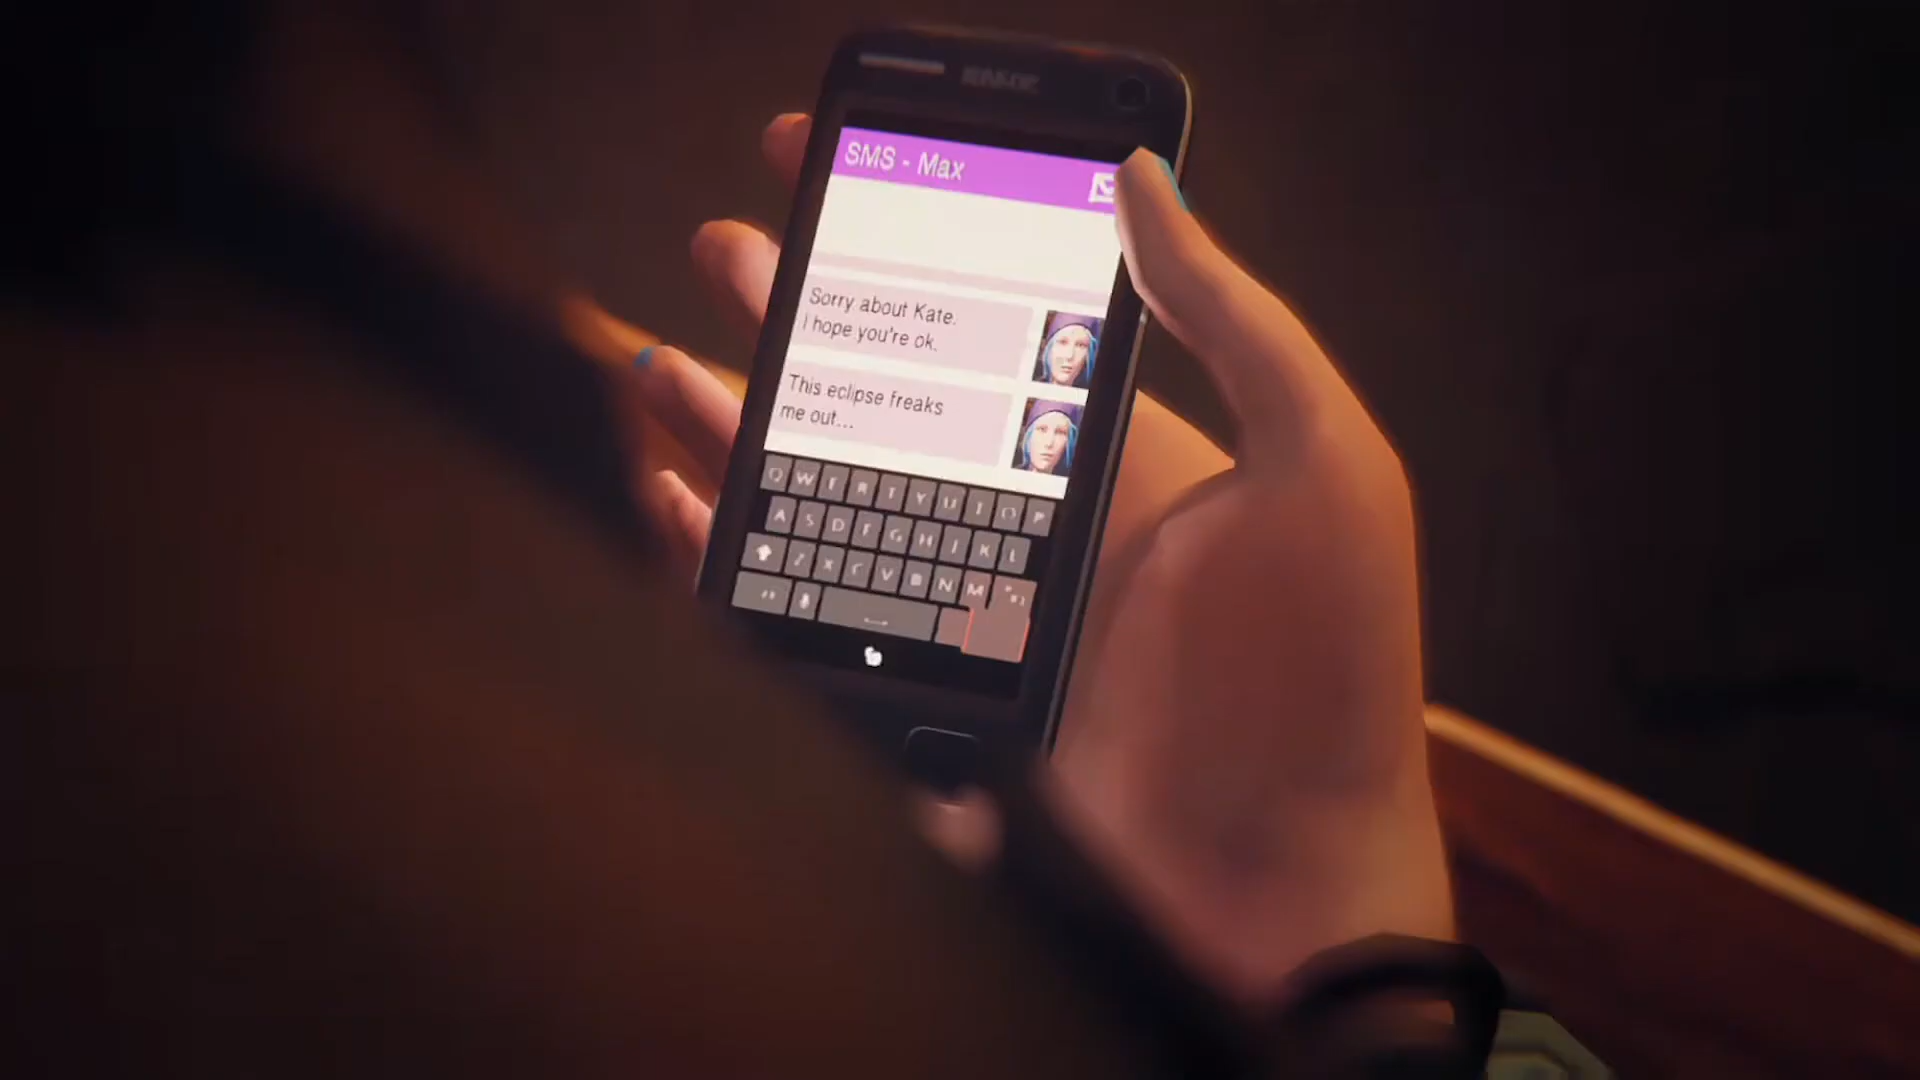 SMS - Max
Sorry about Kate.
I hope you're ok.
This eclipse freaks
me out...
Q W E R T Y U I O P
A S D F G H J K L
Z X C V B N M